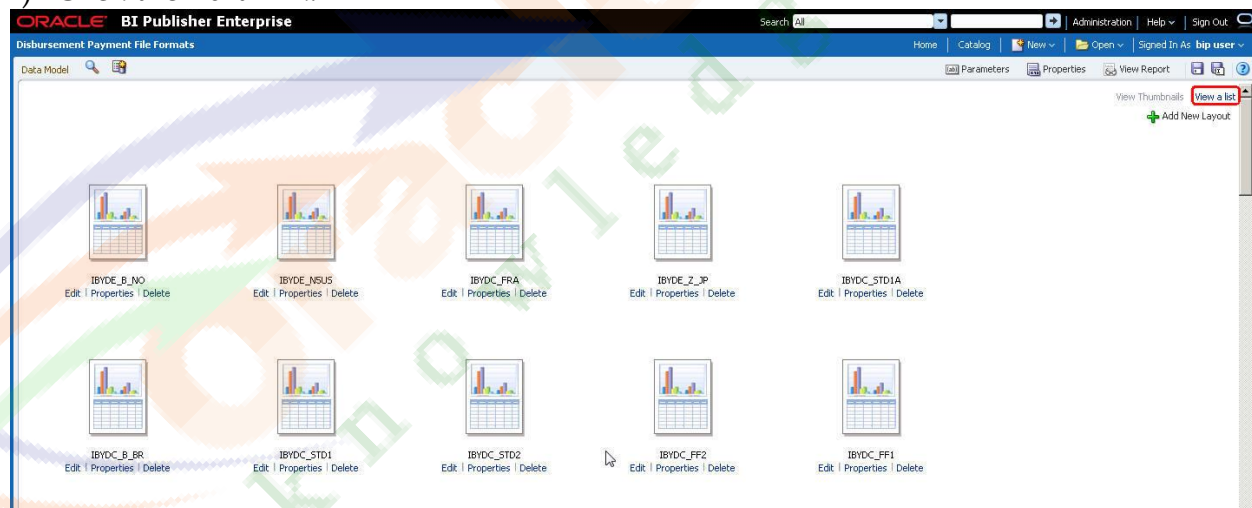 ORACLE BI Publisher Enterprise Search All Administration Help Sign Out
Disbursement Payment File Formats Home Catalog New Open Signed In As bip user
Data Model Parameters Properties View Report
View Thumbnails View a list
Add New Layout
IBYDE_B_NO IBYDE_N5US IBYDC_FRA IBYDE_Z_JP IBYDC_STD1A
Edit | Properties | Delete Edit | Properties | Delete Edit | Properties | Delete Edit | Properties | Delete Edit | Properties | Delete
IBYDC_B_BR IBYDC_STD1 IBYDC_STD2 IBYDC_FF2 IBYDC_FF1
Edit | Properties | Delete Edit | Properties | Delete Edit | Properties | Delete Edit | Properties | Delete Edit | Properties | Delete